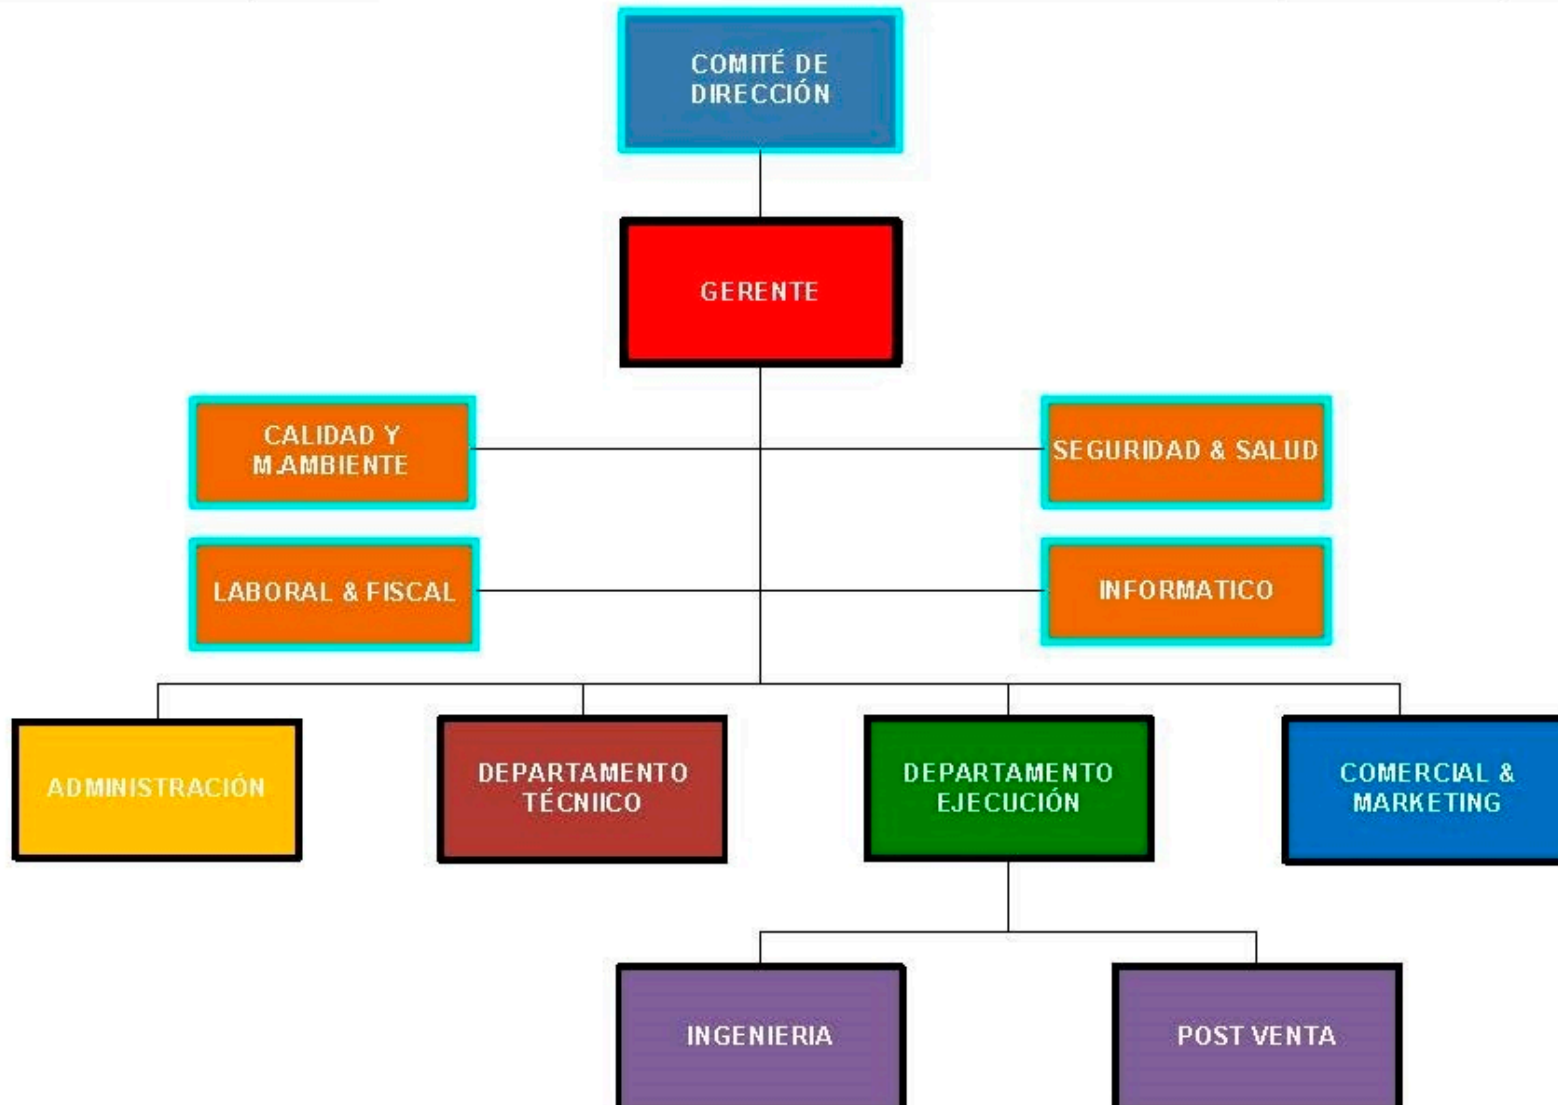 COMITÉ DE
DIRECCIÓN
GERENTE
CALIDAD Y
M.AMBIENTE
SEGURIDAD & SALUD
LABORAL & FISCAL
INFORMATICO
ADMINISTRACIÓN
DEPARTAMENTO
TÉCNIICO
DEPARTAMENTO
EJECUCIÓN
COMERCIAL &
MARKETING
INGENIERIA
POST VENTA